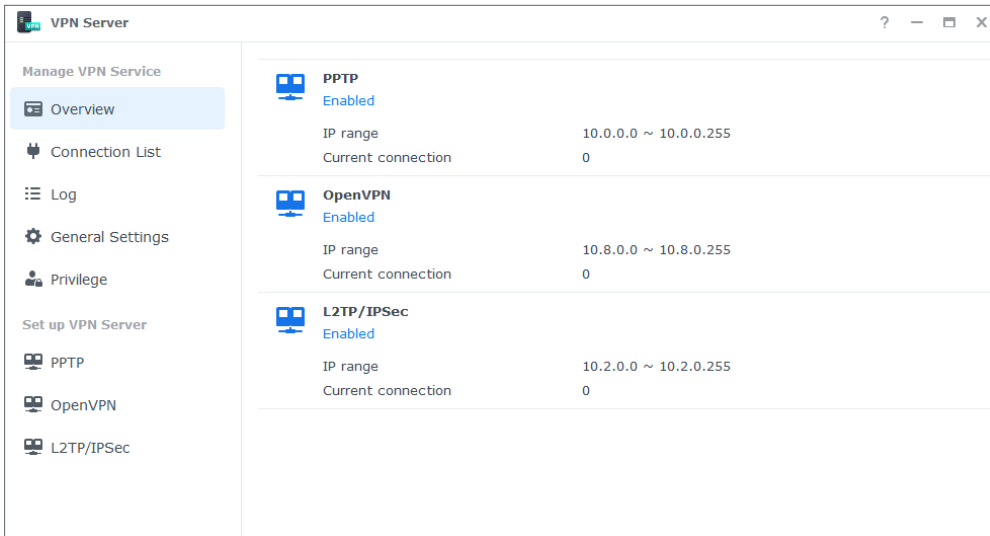 VPN Server
Manage VPN Service
Overview
Connection List
Log
General Settings
Privilege
Set up VPN Server
PPTP
OpenVPN
L2TP/IPSec
PPTP
Enabled
IP range 10.0.0.0 ~ 10.0.0.255
Current connection 0
OpenVPN
Enabled
IP range 10.8.0.0 ~ 10.8.0.255
Current connection 0
L2TP/IPSec
Enabled
IP range 10.2.0.0 ~ 10.2.0.255
Current connection 0